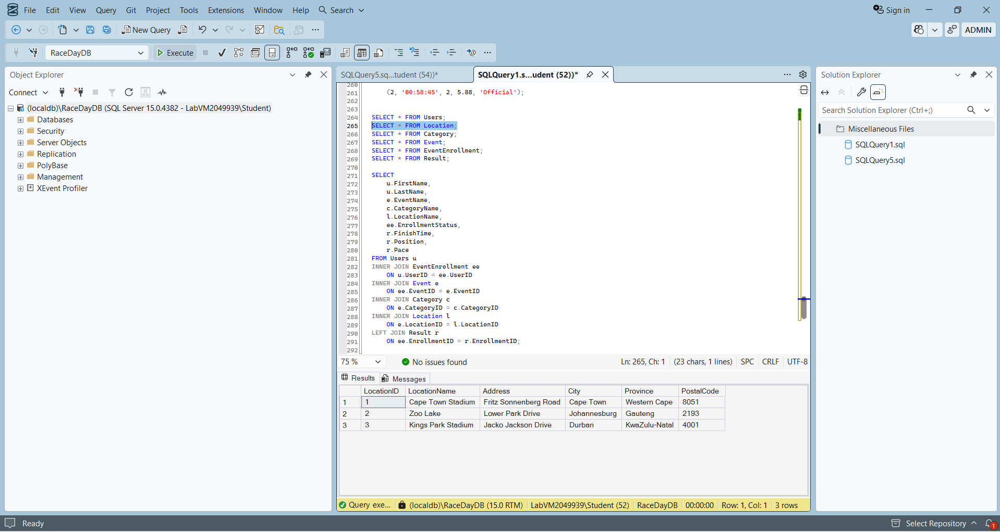 File Edit View Query Git Project Tools Extensions Window Help Search Sign in
New Query ADMIN
RaceDayDB Execute
Object Explorer
Connect
(localdb)\RaceDayDB (SQL Server 15.0.4382 - LabVM2049939\Student)
Databases
Security
Server Objects
Replication
PolyBase
Management
XEvent Profiler
SQLQuery5.sq...tudent (54))* SQLQuery1.s...udent (52))*
260
261 (2, '00:58:45', 2, 5.88, 'Official');
262
263
264 SELECT * FROM Users;
265 SELECT * FROM Location;
266 SELECT * FROM Category;
267 SELECT * FROM Event;
268 SELECT * FROM EventEnrollment;
269 SELECT * FROM Result;
270
271 SELECT
272 u.FirstName,
273 u.LastName,
274 e.EventName,
275 c.CategoryName,
276 l.LocationName,
277 ee.EnrollmentStatus,
278 r.FinishTime,
279 r.Position,
280 r.Pace
281 FROM Users u
282 INNER JOIN EventEnrollment ee
283 ON u.UserID = ee.UserID
284 INNER JOIN Event e
285 ON ee.EventID = e.EventID
286 INNER JOIN Category c
287 ON e.CategoryID = c.CategoryID
288 INNER JOIN Location l
289 ON e.LocationID = l.LocationID
290 LEFT JOIN Result r
291 ON ee.EnrollmentID = r.EnrollmentID;
292
75 % No issues found Ln: 265, Ch: 1 (23 chars, 1 lines) SPC CRLF UTF-8
Results Messages
LocationID LocationName Address City Province PostalCode
1 1 Cape Town Stadium Fritz Sonnenberg Road Cape Town Western Cape 8051
2 2 Zoo Lake Lower Park Drive Johannesburg Gauteng 2193
3 3 Kings Park Stadium Jacko Jackson Drive Durban KwaZulu-Natal 4001
Query exe... (localdb)\RaceDayDB (15.0 RTM) LabVM2049939\Student (52) RaceDayDB 00:00:00 Row: 1, Col: 1 3 rows
Solution Explorer
Search Solution Explorer (Ctrl+;)
Miscellaneous Files
SQLQuery1.sql
SQLQuery5.sql
Ready Select Repository 1